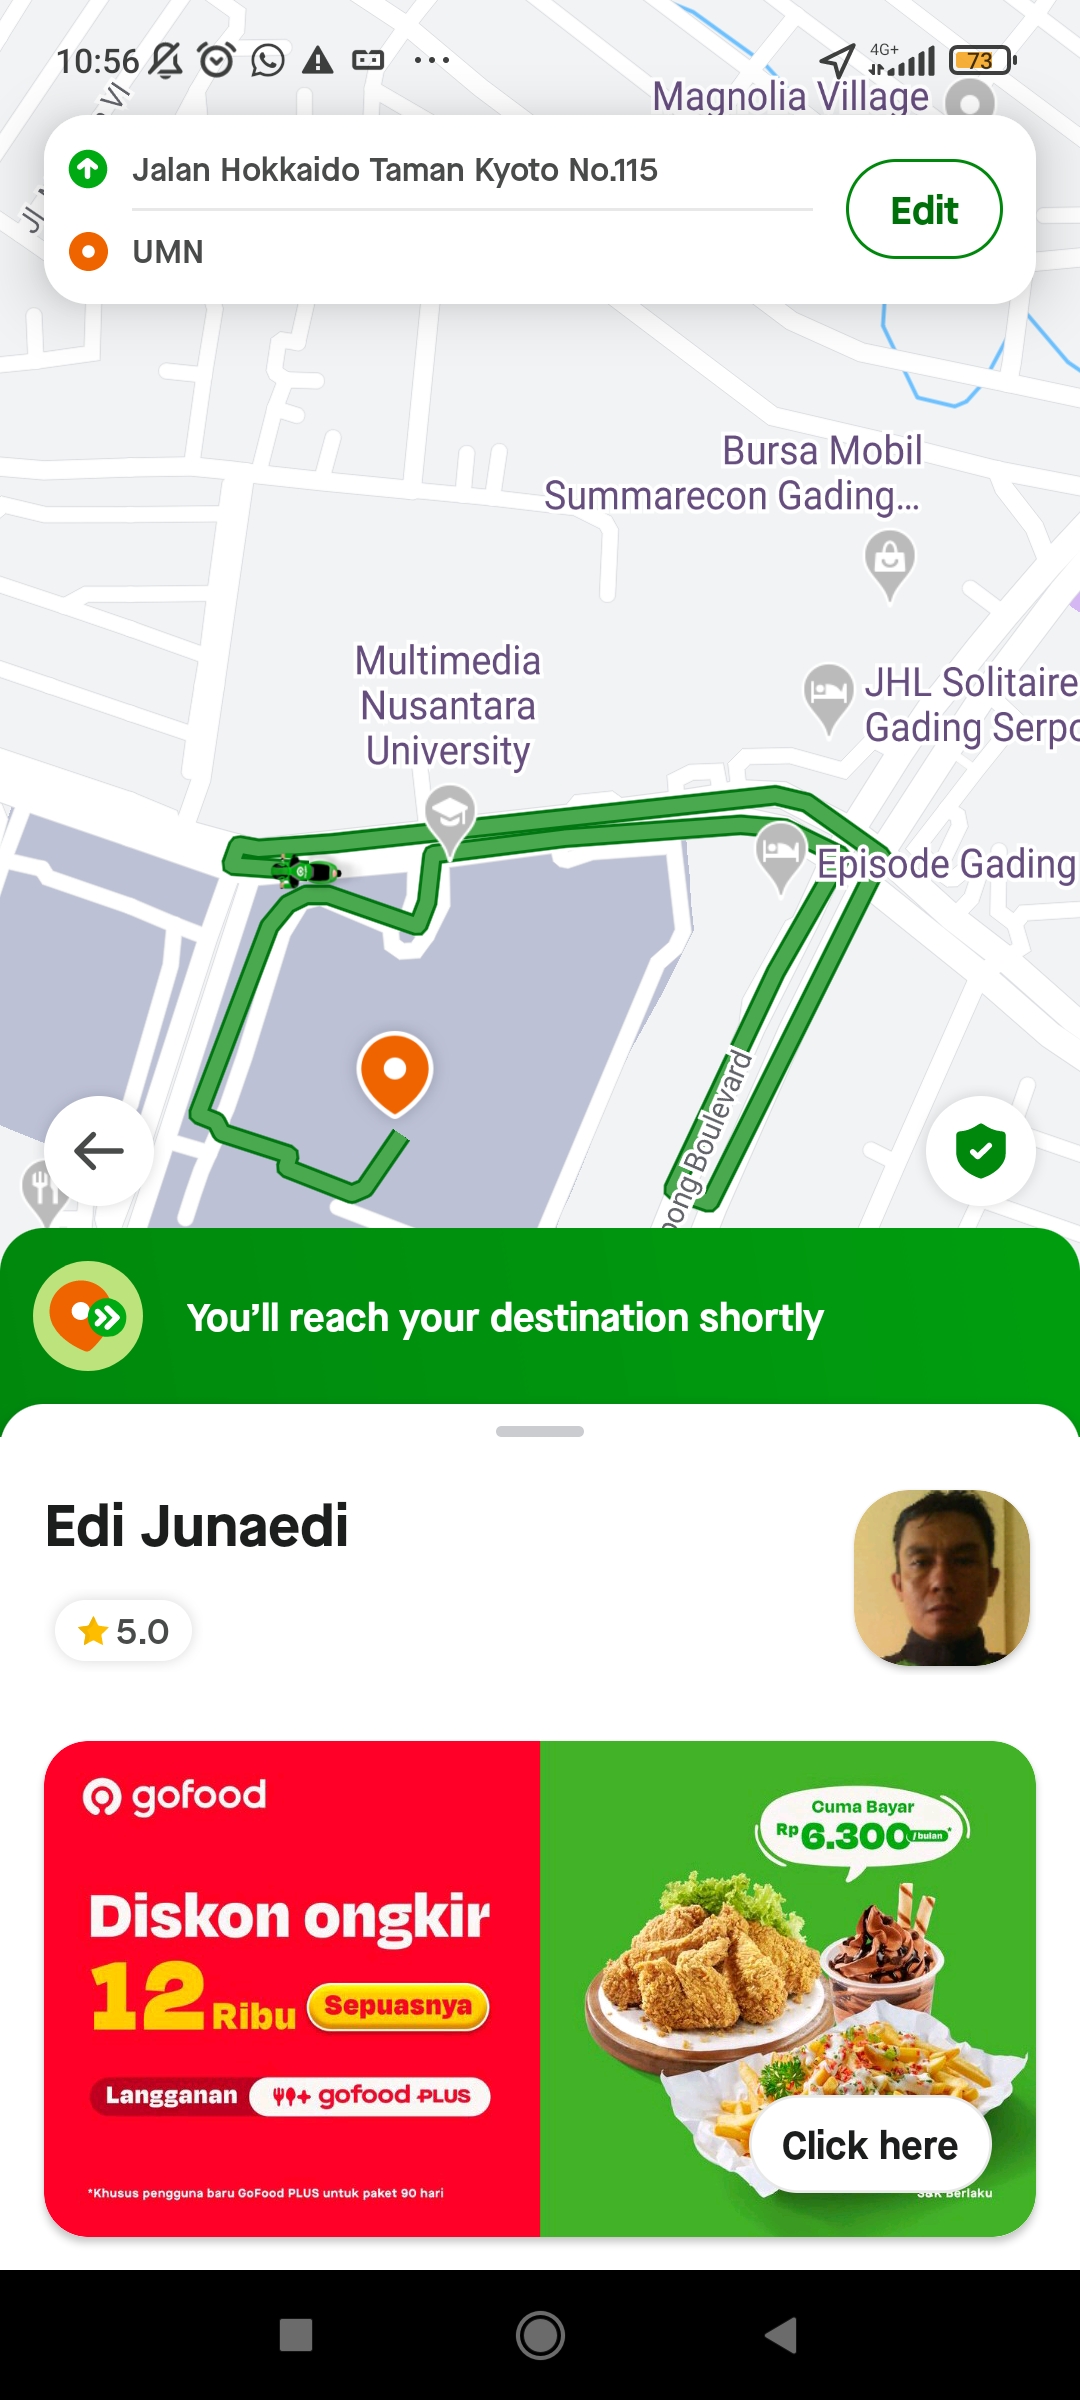 10:56
4G+
73
Magnolia Village
Jalan Hokkaido Taman Kyoto No.115
Edit
UMN
Bursa Mobil
Summarecon Gading...
Multimedia
Nusantara
University
JHL Solitaire
Gading
Episode Gading
Boulevard
You'll reach your destination shortly
Edi Junaedi
5.0
gofood
Cuma Bayar
Rp 6.300 /bulan*
Diskon ongkir
12 Ribu Sepuasnya
Langganan gofood PLUS
Click here
*Khusus pengguna baru GoFood PLUS untuk paket 90 hari
S&K Berlaku